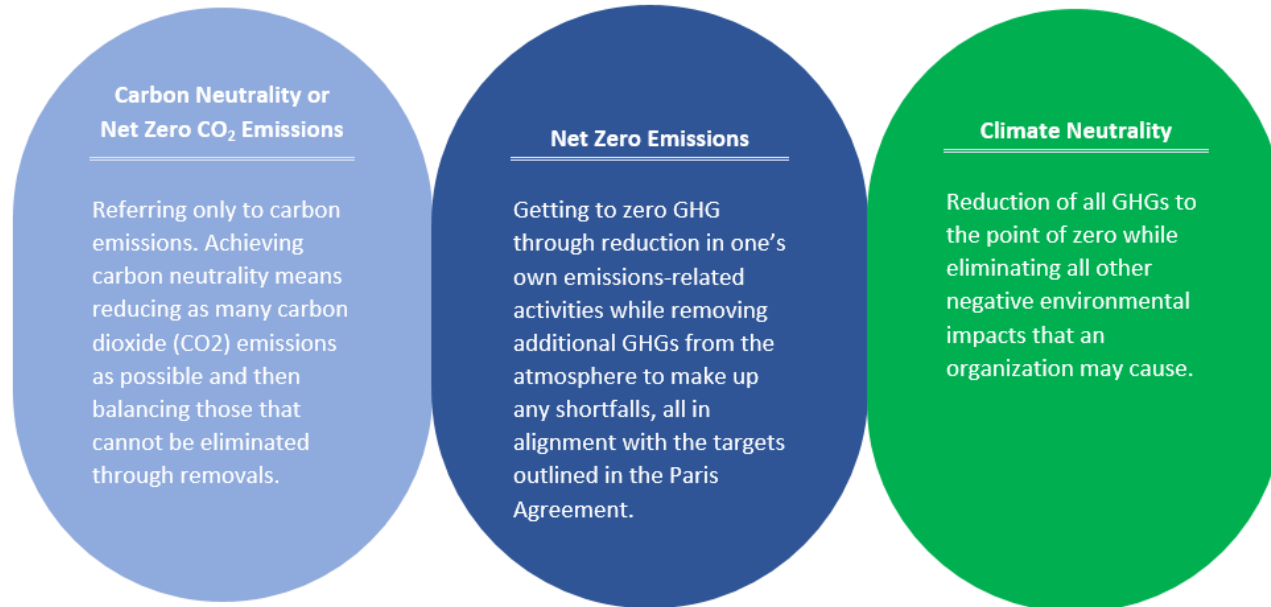 Carbon Neutrality or
Net Zero CO₂ Emissions
Referring only to carbon
emissions. Achieving
carbon neutrality means
reducing as many carbon
dioxide (CO2) emissions
as possible and then
balancing those that
cannot be eliminated
through removals.
Net Zero Emissions
Getting to zero GHG
through reduction in one’s
own emissions-related
activities while removing
additional GHGs from the
atmosphere to make up
any shortfalls, all in
alignment with the targets
outlined in the Paris
Agreement.
Climate Neutrality
Reduction of all GHGs to
the point of zero while
eliminating all other
negative environmental
impacts that an
organization may cause.